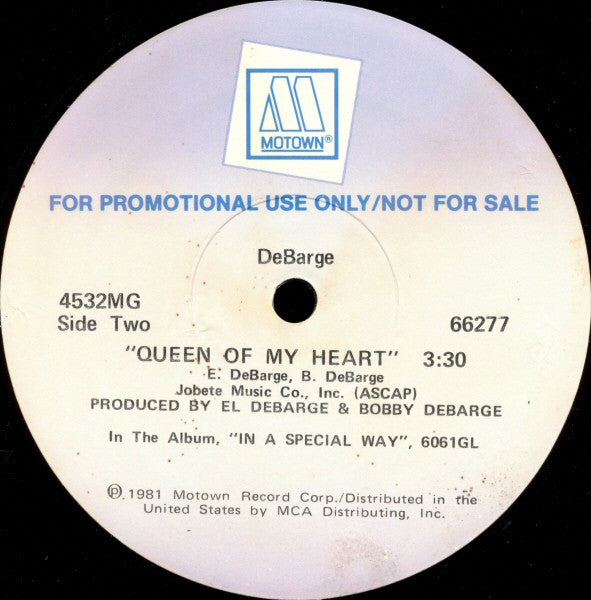 MOTOWN®
FOR PROMOTIONAL USE ONLY/NOT FOR SALE
DeBarge
4532MG
Side Two
66277
"QUEEN OF MY HEART" 3:30
E. DeBarge, B. DeBarge
Jobete Music Co., Inc. (ASCAP)
PRODUCED BY EL DEBARGE & BOBBY DEBARGE
In The Album, "IN A SPECIAL WAY", 6061GL
℗ 1981 Motown Record Corp./Distributed in the
United States by MCA Distributing, Inc.